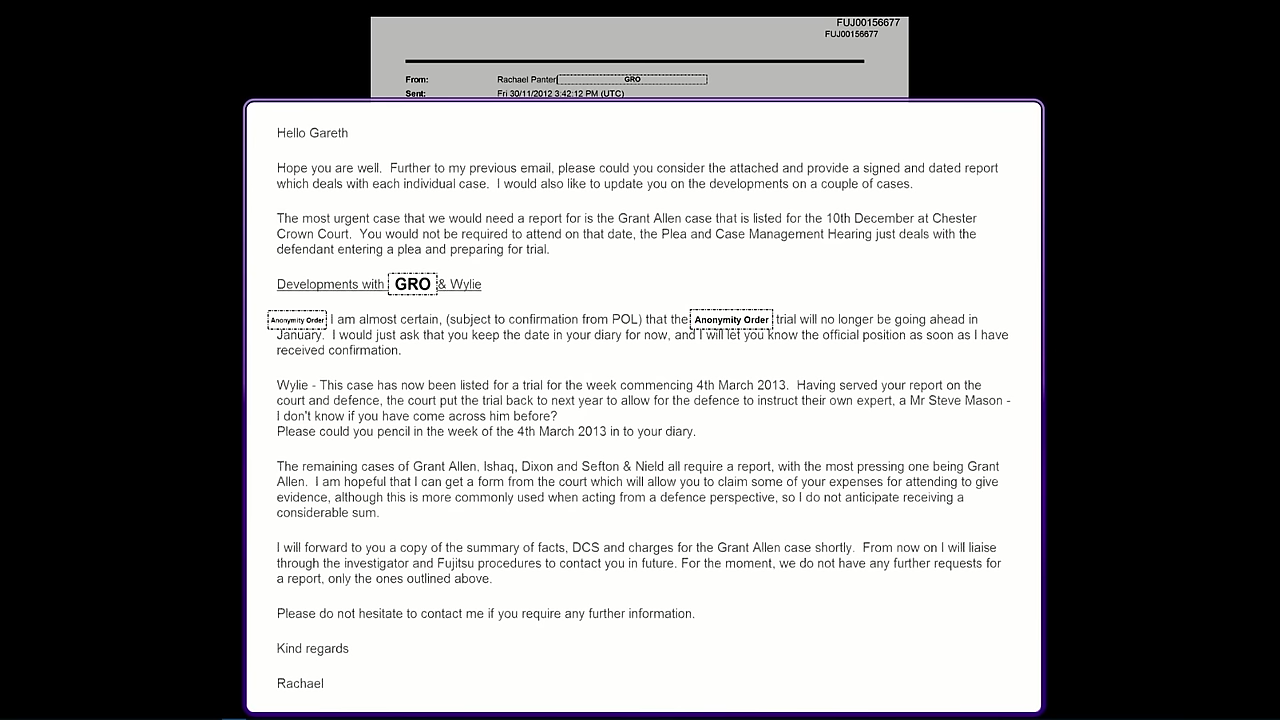 FUJ00156677
FUJ00156677
From: Rachael Panter GRO
Sent: Fri 30/11/2012 3:42:12 PM (UTC)
Hello Gareth
Hope you are well. Further to my previous email, please could you consider the attached and provide a signed and dated report
which deals with each individual case. I would also like to update you on the developments on a couple of cases.
The most urgent case that we would need a report for is the Grant Allen case that is listed for the 10th December at Chester
Crown Court. You would not be required to attend on that date, the Plea and Case Management Hearing just deals with the
defendant entering a plea and preparing for trial.
Developments with GRO & Wylie
Anonymity Order I am almost certain, (subject to confirmation from POL) that the Anonymity Order trial will no longer be going ahead in
January. I would just ask that you keep the date in your diary for now, and I will let you know the official position as soon as I have
received confirmation.
Wylie - This case has now been listed for a trial for the week commencing 4th March 2013. Having served your report on the
court and defence, the court put the trial back to next year to allow for the defence to instruct their own expert, a Mr Steve Mason -
I don't know if you have come across him before?
Please could you pencil in the week of the 4th March 2013 in to your diary.
The remaining cases of Grant Allen, Ishaq, Dixon and Sefton & Nield all require a report, with the most pressing one being Grant
Allen. I am hopeful that I can get a form from the court which will allow you to claim some of your expenses for attending to give
evidence, although this is more commonly used when acting from a defence perspective, so I do not anticipate receiving a
considerable sum.
I will forward to you a copy of the summary of facts, DCS and charges for the Grant Allen case shortly. From now on I will liaise
through the investigator and Fujitsu procedures to contact you in future. For the moment, we do not have any further requests for
a report, only the ones outlined above.
Please do not hesitate to contact me if you require any further information.
Kind regards
Rachael